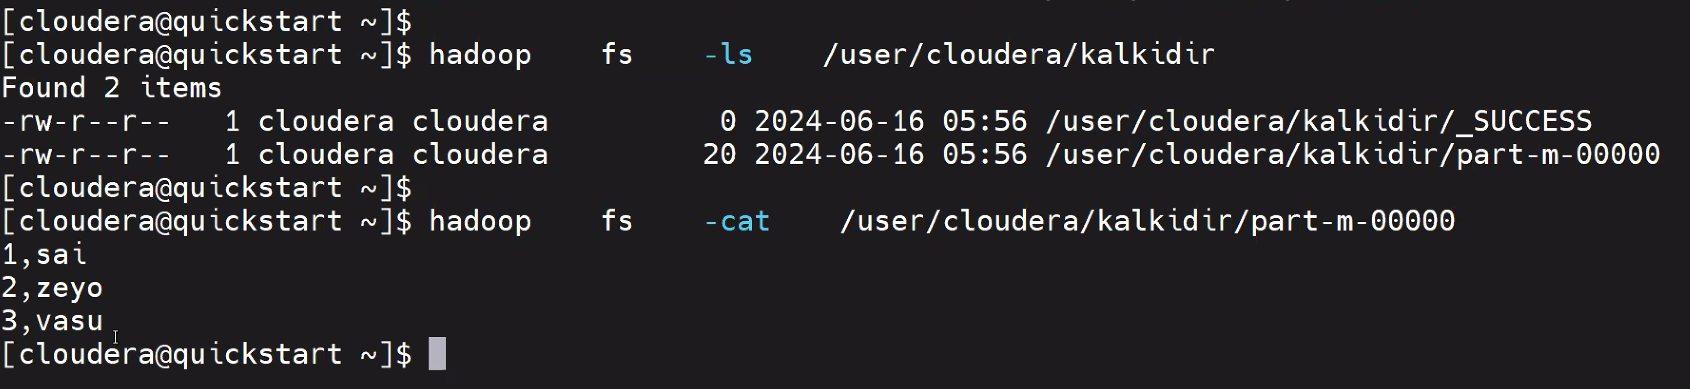 [cloudera@quickstart ~]$
[cloudera@quickstart ~]$ hadoop    fs    -ls    /user/cloudera/kalkidir
Found 2 items
-rw-r--r--   1 cloudera cloudera          0 2024-06-16 05:56 /user/cloudera/kalkidir/_SUCCESS
-rw-r--r--   1 cloudera cloudera         20 2024-06-16 05:56 /user/cloudera/kalkidir/part-m-00000
[cloudera@quickstart ~]$
[cloudera@quickstart ~]$ hadoop    fs    -cat    /user/cloudera/kalkidir/part-m-00000
1,sai
2,zeyo
3,vasu
[cloudera@quickstart ~]$